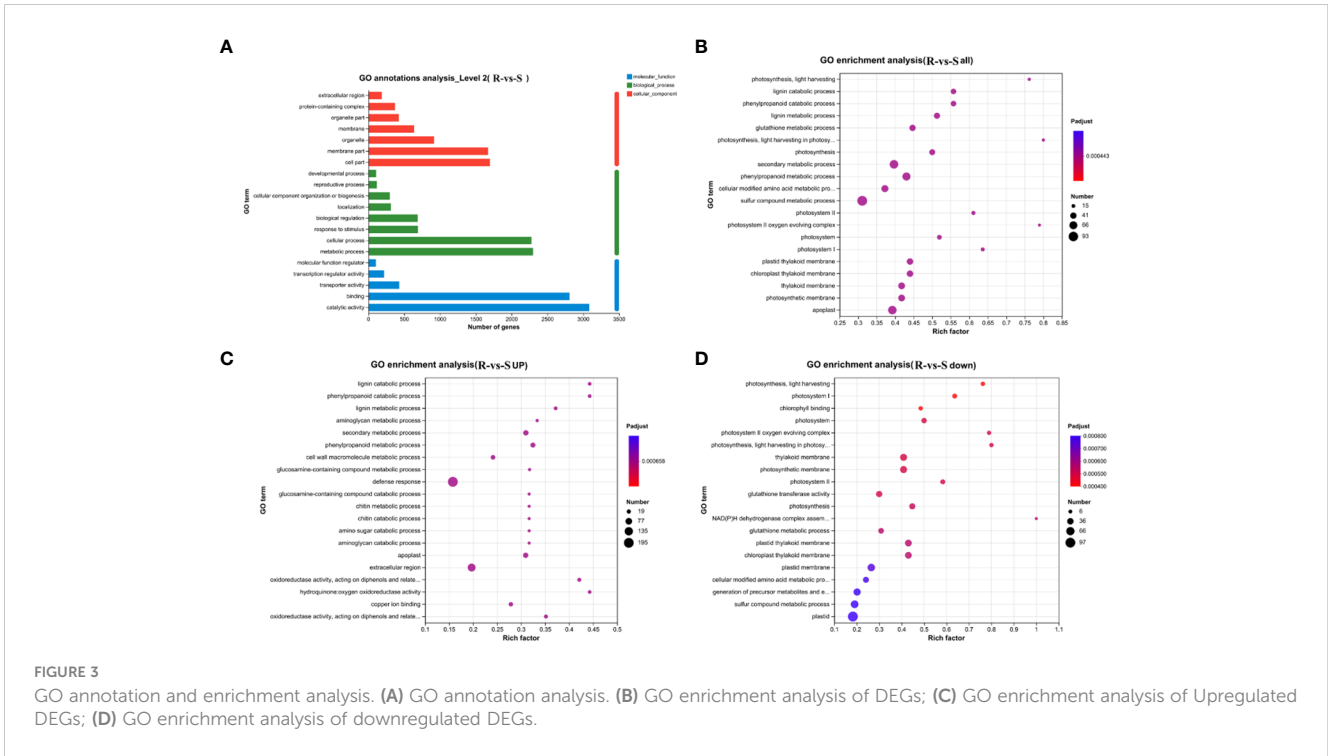 A
GO annotations analysis_Level 2( R-vs-S )
molecular_function
biological_process
cellular_component
GO term
extracellular region
protein-containing complex
organelle part
membrane
organelle
membrane part
cell part
developmental process
reproductive process
cellular component organization or biogenesis
localization
biological regulation
response to stimulus
cellular process
metabolic process
molecular function regulator
transcription regulator activity
transporter activity
binding
catalytic activity
0 500 1000 1500 2000 2500 3000 3500
Number of genes
B
GO enrichment analysis(R-vs-S all)
GO term
photosynthesis, light harvesting
lignin catabolic process
phenylpropanoid catabolic process
lignin metabolic process
glutathione metabolic process
photosynthesis, light harvesting in photosy...
photosynthesis
secondary metabolic process
phenylpropanoid metabolic process
cellular modified amino acid metabolic pro...
sulfur compound metabolic process
photosystem II
photosystem II oxygen evolving complex
photosystem
photosystem I
plastid thylakoid membrane
chloroplast thylakoid membrane
thylakoid membrane
photosynthetic membrane
apoplast
0.25 0.3 0.35 0.4 0.45 0.5 0.55 0.6 0.65 0.7 0.75 0.8 0.85
Rich factor
Padjust
0.000443
Number
15
41
66
93
C
GO enrichment analysis(R-vs-S UP)
GO term
lignin catabolic process
phenylpropanoid catabolic process
lignin metabolic process
aminoglycan metabolic process
secondary metabolic process
phenylpropanoid metabolic process
cell wall macromolecule metabolic process
glucosamine-containing compound metabolic process
defense response
glucosamine-containing compound catabolic process
chitin metabolic process
chitin catabolic process
amino sugar catabolic process
aminoglycan catabolic process
apoplast
extracellular region
oxidoreductase activity, acting on diphenols and relate...
hydroquinone:oxygen oxidoreductase activity
copper ion binding
oxidoreductase activity, acting on diphenols and relate...
0.1 0.15 0.2 0.25 0.3 0.35 0.4 0.45 0.5
Rich factor
Padjust
0.000656
Number
19
77
135
195
D
GO enrichment analysis(R-vs-S down)
GO term
photosynthesis, light harvesting
photosystem I
chlorophyll binding
photosystem
photosystem II oxygen evolving complex
photosynthesis, light harvesting in photosy...
thylakoid membrane
photosynthetic membrane
photosystem II
glutathione transferase activity
photosynthesis
NAD(P)H dehydrogenase complex assem...
glutathione metabolic process
plastid thylakoid membrane
chloroplast thylakoid membrane
plastid membrane
cellular modified amino acid metabolic pro...
generation of precursor metabolites and e...
sulfur compound metabolic process
plastid
0.1 0.2 0.3 0.4 0.5 0.6 0.7 0.8 0.9 1 1.1
Rich factor
Padjust
0.000800
0.000700
0.000600
0.000500
0.000400
Number
6
36
66
97
FIGURE 3
GO annotation and enrichment analysis. (A) GO annotation analysis. (B) GO enrichment analysis of DEGs; (C) GO enrichment analysis of Upregulated
DEGs; (D) GO enrichment analysis of downregulated DEGs.